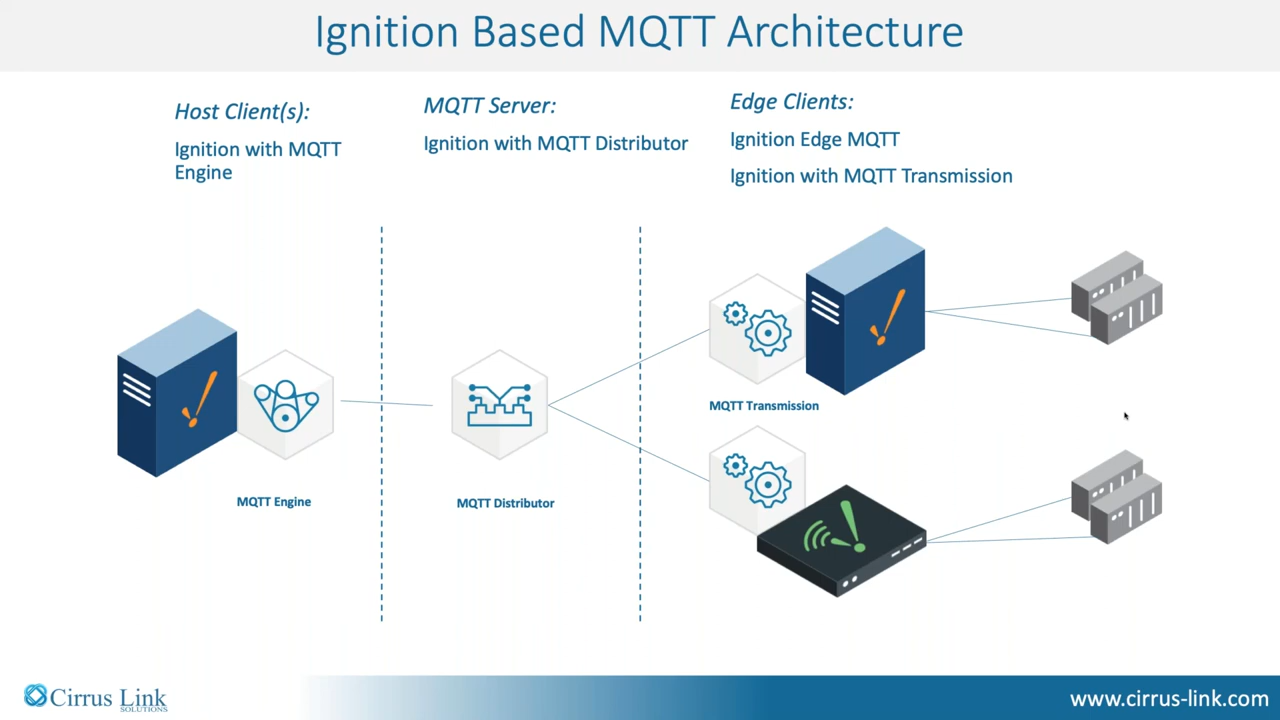 Ignition Based MQTT Architecture
Host Client(s):
Ignition with MQTT
Engine
MQTT Server:
Ignition with MQTT Distributor
Edge Clients:
Ignition Edge MQTT
Ignition with MQTT Transmission
MQTT Engine
MQTT Distributor
MQTT Transmission
Cirrus Link
SOLUTIONS
www.cirrus-link.com